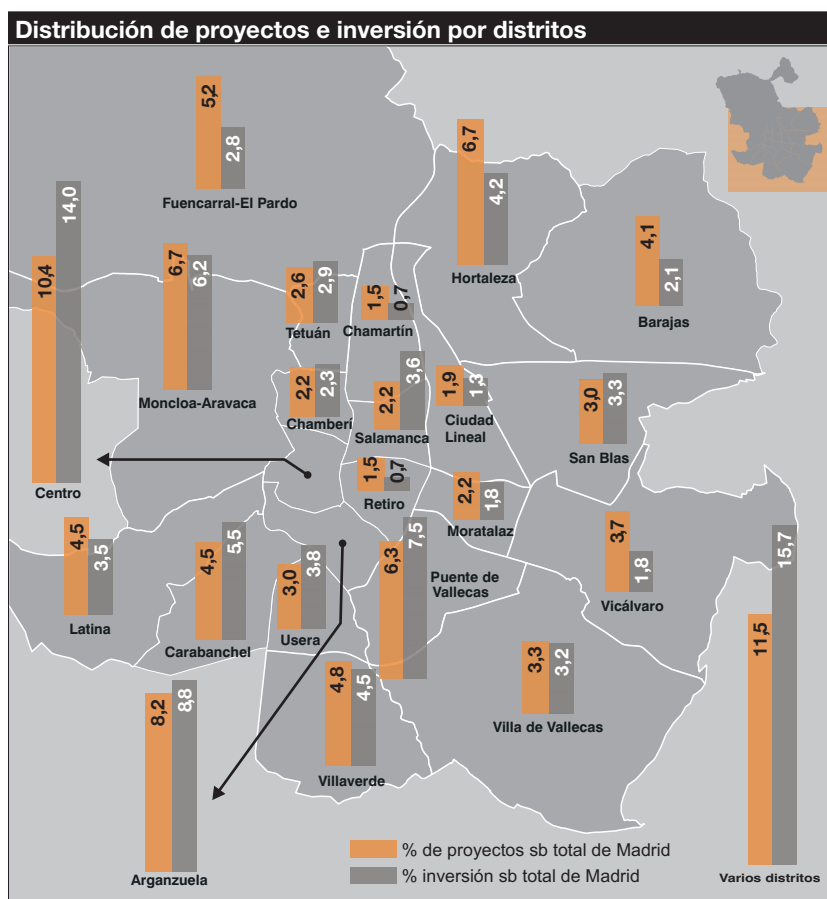 Distribución de proyectos e inversión por distritos
5,2
2,8
Fuencarral-El Pardo
6,7
4,2
Hortaleza
4,1
2,1
Barajas
10,4
14,0
Centro
6,7
6,2
Moncloa-Aravaca
2,6
2,9
Tetuán
1,5
0,7
Chamartín
2,2
2,3
Chamberí
2,2
3,6
Salamanca
1,9
1,3
Ciudad
Lineal
3,0
3,3
San Blas
1,5
0,7
Retiro
2,2
1,8
Moratalaz
3,7
1,8
Vicálvaro
4,5
3,5
Latina
4,5
5,5
Carabanchel
3,0
3,8
Usera
6,3
7,5
Puente de
Vallecas
3,3
3,2
Villa de Vallecas
4,8
4,5
Villaverde
8,2
8,8
Arganzuela
11,5
15,7
Varios distritos
% de proyectos sb total de Madrid
% inversión sb total de Madrid